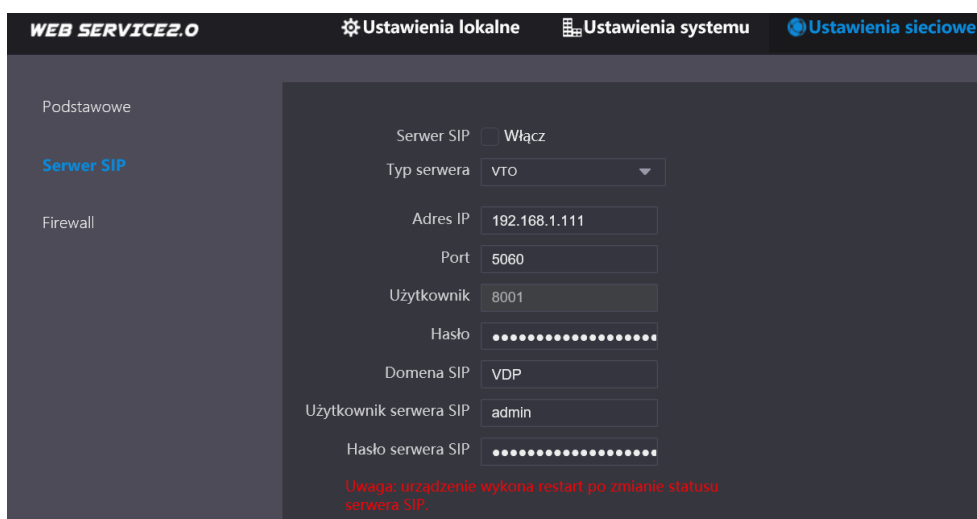 WEB SERVICE2.0 Ustawienia lokalne Ustawienia systemu Ustawienia sieciowe
Podstawowe
Serwer SIP
Firewall
Serwer SIP Włącz
Typ serwera VTO
Adres IP 192.168.1.111
Port 5060
Użytkownik 8001
Hasło ••••••••••••••••••••
Domena SIP VDP
Użytkownik serwera SIP admin
Hasło serwera SIP ••••••••••••••••••••
Uwaga: urządzenie wykona restart po zmianie statusu
serwera SIP.